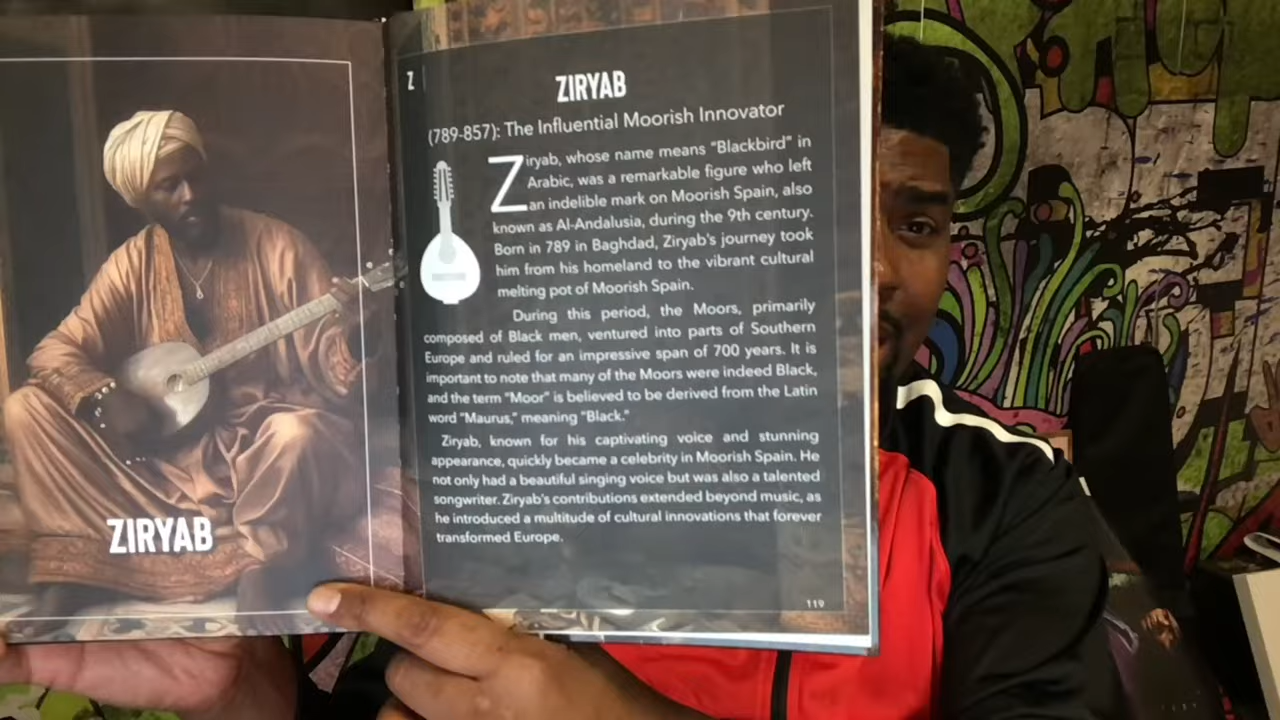 ZIRYAB
Z
ZIRYAB
(789-857): The Influential Moorish Innovator
Ziryab, whose name means "Blackbird" in
Arabic, was a remarkable figure who left
an indelible mark on Moorish Spain, also
known as Al-Andalusia, during the 9th century.
Born in 789 in Baghdad, Ziryab's journey took
him from his homeland to the vibrant cultural
melting pot of Moorish Spain.
During this period, the Moors, primarily
composed of Black men, ventured into parts of Southern
Europe and ruled for an impressive span of 700 years. It is
important to note that many of the Moors were indeed Black,
and the term "Moor" is believed to be derived from the Latin
word "Maurus," meaning "Black."
Ziryab, known for his captivating voice and stunning
appearance, quickly became a celebrity in Moorish Spain. He
not only had a beautiful singing voice but was also a talented
songwriter. Ziryab's contributions extended beyond music, as
he introduced a multitude of cultural innovations that forever
transformed Europe.
119